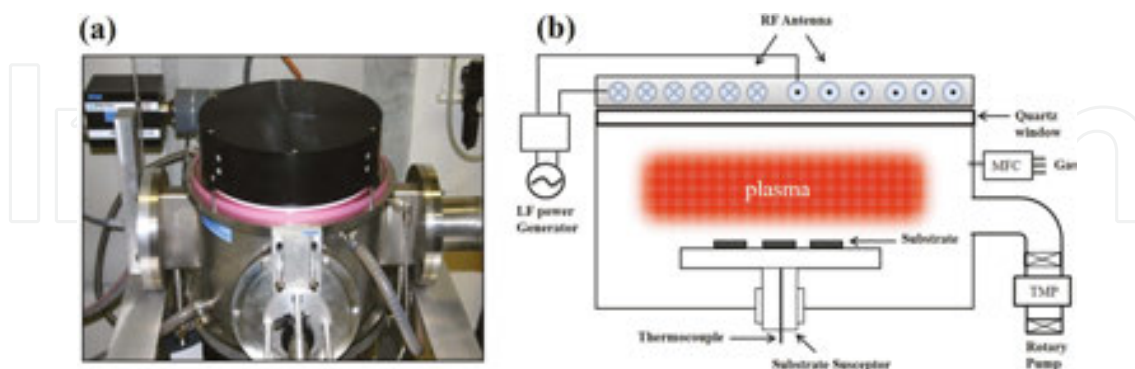 (a)
(b)
RF Antenna
Quartz
window
MFC
Gas
plasma
LF power
Generator
Substrate
TMP
Thermocouple
Rotary
Pump
Substrate Susceptor